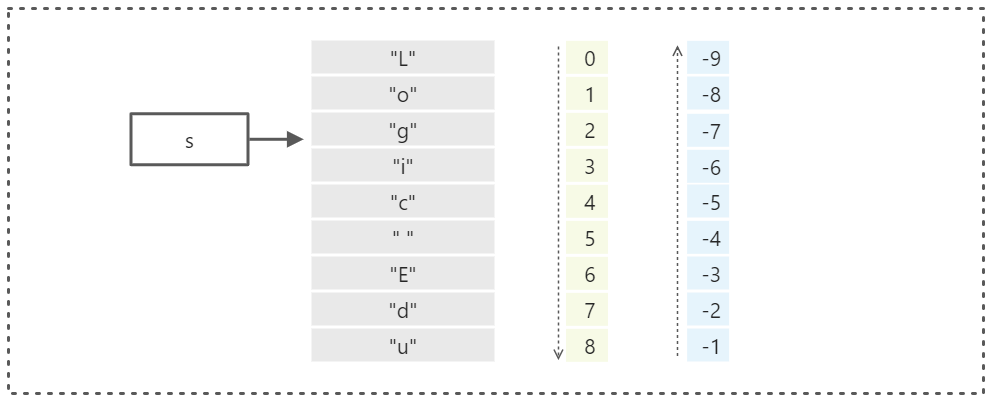 "L" 0 -9
"o" 1 -8
"g" 2 -7
s
"i" 3 -6
"c" 4 -5
" " 5 -4
"E" 6 -3
"d" 7 -2
"u" 8 -1